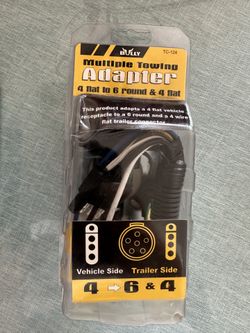 BULLY
TC-124
Multiple Towing
Adapter
4 flat to 6 round & 4 flat
This product adapts a 4 flat vehicle
receptacle to a 6 round and a 4 wire
flat trailer connector
Vehicle Side
Trailer Side
4 ➡ 6 & 4